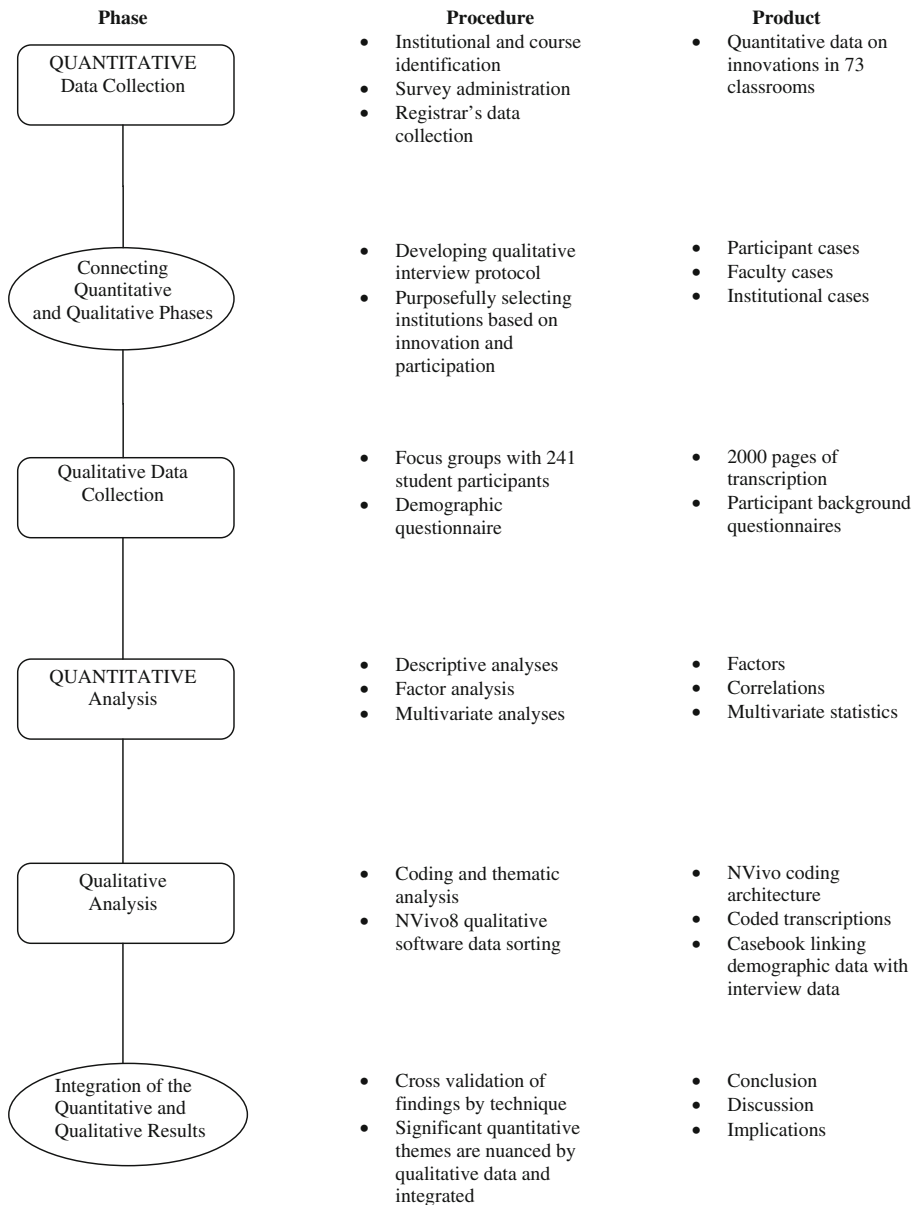 Phase
Procedure
Product
QUANTITATIVE
Data Collection
• Institutional and course
identification
• Survey administration
• Registrar's data
collection
• Quantitative data on
innovations in 73
classrooms
Connecting
Quantitative
and Qualitative Phases
• Developing qualitative
interview protocol
• Purposefully selecting
institutions based on
innovation and
participation
• Participant cases
• Faculty cases
• Institutional cases
Qualitative Data
Collection
• Focus groups with 241
student participants
• Demographic
questionnaire
• 2000 pages of
transcription
• Participant background
questionnaires
QUANTITATIVE
Analysis
• Descriptive analyses
• Factor analysis
• Multivariate analyses
• Factors
• Correlations
• Multivariate statistics
Qualitative
Analysis
• Coding and thematic
analysis
• NVivo8 qualitative
software data sorting
• NVivo coding
architecture
• Coded transcriptions
• Casebook linking
demographic data with
interview data
Integration of the
Quantitative and
Qualitative Results
• Cross validation of
findings by technique
• Significant quantitative
themes are nuanced by
qualitative data and
integrated
• Conclusion
• Discussion
• Implications